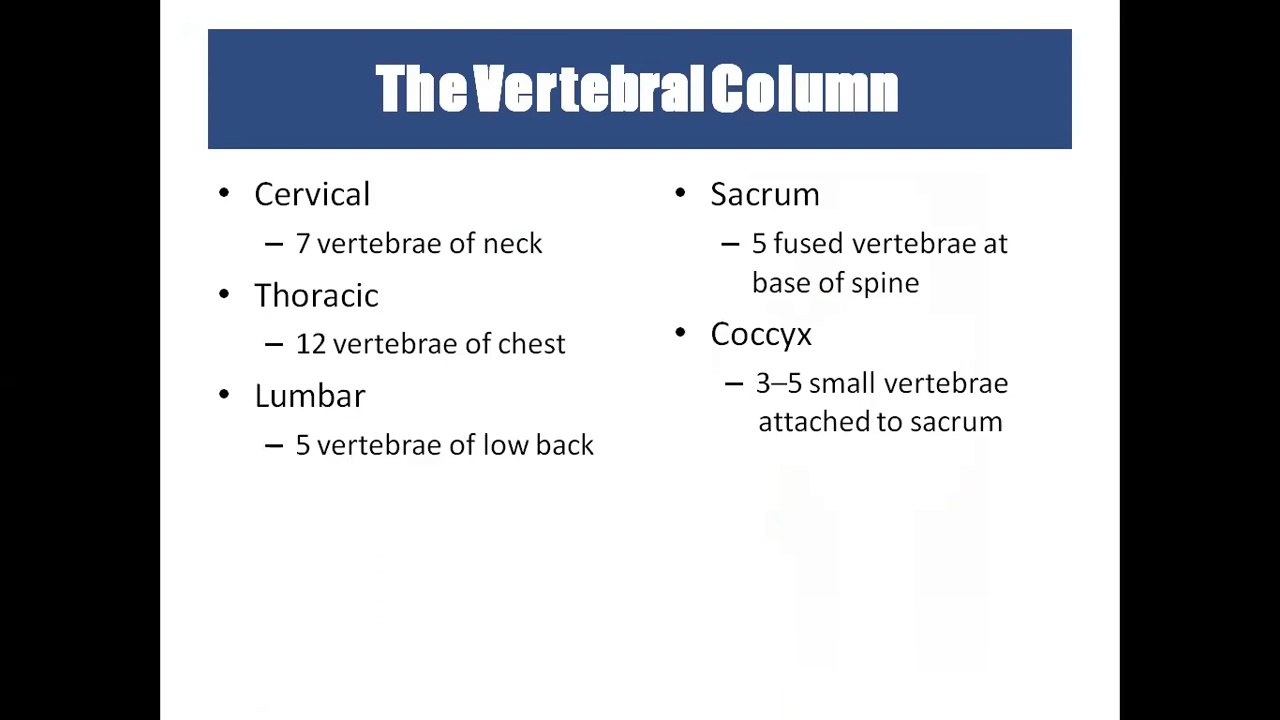 The Vertebral Column
• Cervical
– 7 vertebrae of neck
• Thoracic
– 12 vertebrae of chest
• Lumbar
– 5 vertebrae of low back
• Sacrum
– 5 fused vertebrae at
base of spine
• Coccyx
– 3–5 small vertebrae
attached to sacrum